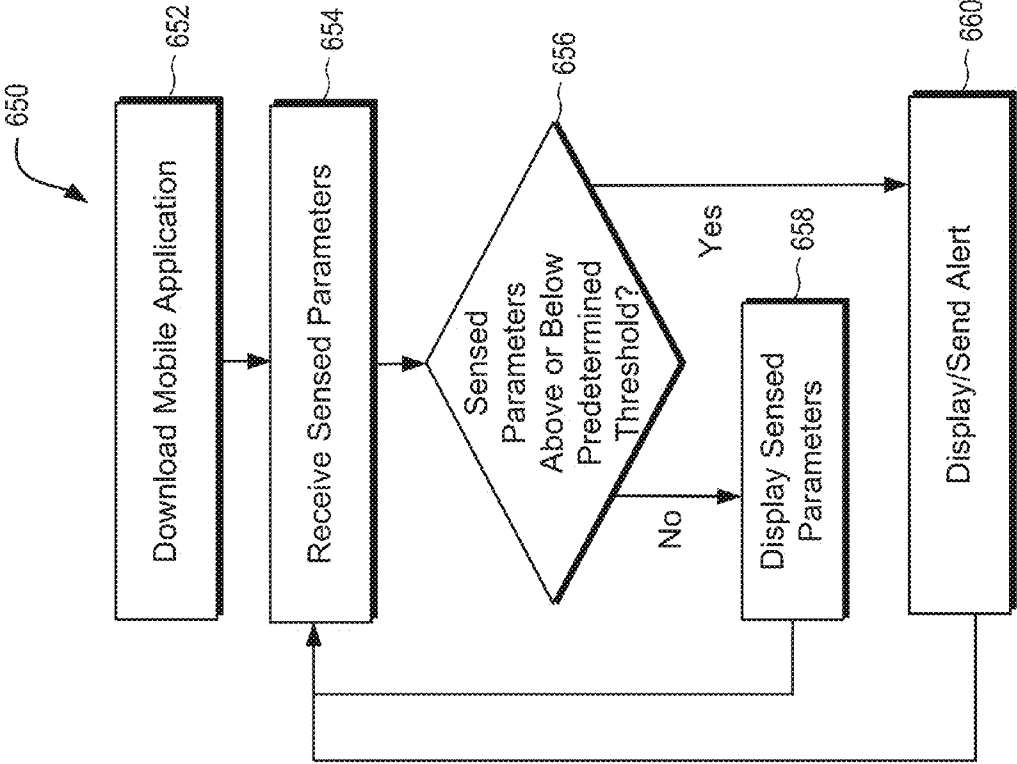 650
Download Mobile Application
652
Receive Sensed Parameters
654
Sensed
Parameters
Above or Below
Predetermined
Threshold?
656
No
Yes
Display Sensed
Parameters
658
Display/Send Alert
660